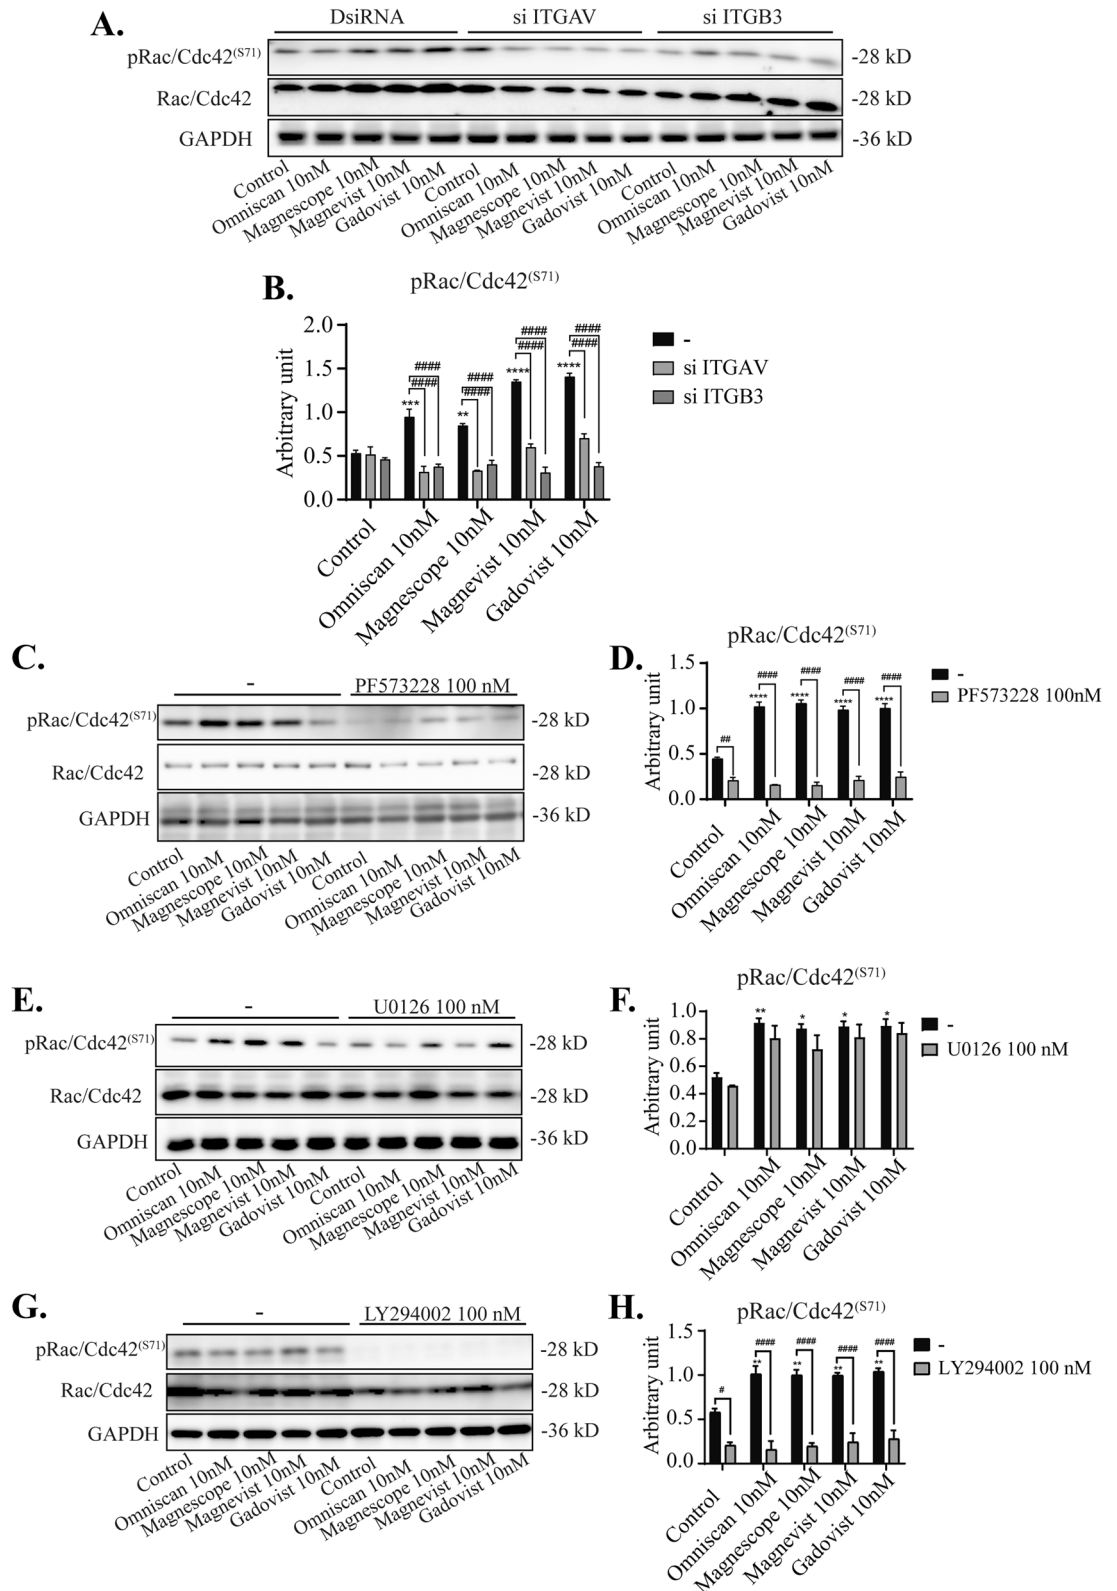 A.
DsiRNA si ITGAV si ITGB3
pRac/Cdc42(S71) -28 kD
Rac/Cdc42 -28 kD
GAPDH -36 kD
Control Omniscan 10nM Magnescope 10nM Magnevist 10nM Gadovist 10nM Control Omniscan 10nM Magnescope 10nM Magnevist 10nM Gadovist 10nM Control Omniscan 10nM Magnescope 10nM Magnevist 10nM Gadovist 10nM
B.
pRac/Cdc42(S71)
Arbitrary unit
2.0
1.5
1.0
0.5
0.0
*** #### ####
** #### ####
**** #### ####
**** #### ####
-
si ITGAV
si ITGB3
Control Omniscan 10nM Magnescope 10nM Magnevist 10nM Gadovist 10nM
C.
- PF573228 100 nM
pRac/Cdc42(S71) -28 kD
Rac/Cdc42 -28 kD
GAPDH -36 kD
Control Omniscan 10nM Magnescope 10nM Magnevist 10nM Gadovist 10nM Control Omniscan 10nM Magnescope 10nM Magnevist 10nM Gadovist 10nM
D.
pRac/Cdc42(S71)
Arbitrary unit
1.5
1.0
0.5
0.0
## #### #### #### ####
**** **** **** ****
-
PF573228 100nM
Control Omniscan 10nM Magnescope 10nM Magnevist 10nM Gadovist 10nM
E.
- U0126 100 nM
pRac/Cdc42(S71) -28 kD
Rac/Cdc42 -28 kD
GAPDH -36 kD
Control Omniscan 10nM Magnescope 10nM Magnevist 10nM Gadovist 10nM Control Omniscan 10nM Magnescope 10nM Magnevist 10nM Gadovist 10nM
F.
pRac/Cdc42(S71)
Arbitrary unit
1.0
0.8
0.6
0.4
0.2
0.0
** * * *
-
U0126 100 nM
Control Omniscan 10nM Magnescope 10nM Magnevist 10nM Gadovist 10nM
G.
- LY294002 100 nM
pRac/Cdc42(S71) -28 kD
Rac/Cdc42 -28 kD
GAPDH -36 kD
Control Omniscan 10nM Magnescope 10nM Magnevist 10nM Gadovist 10nM Control Omniscan 10nM Magnescope 10nM Magnevist 10nM Gadovist 10nM
H.
pRac/Cdc42(S71)
Arbitrary unit
1.5
1.0
0.5
0.0
# #### #### #### ####
** ** ** **
-
LY294002 100 nM
Control Omniscan 10nM Magnescope 10nM Magnevist 10nM Gadovist 10nM